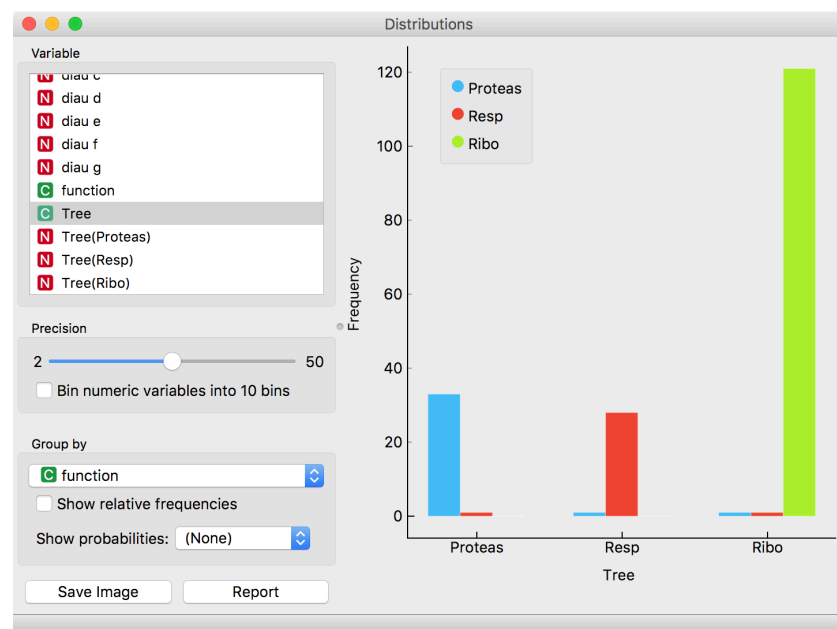 Distributions
Variable
N diau c
N diau d
N diau e
N diau f
N diau g
C function
C Tree
N Tree(Proteas)
N Tree(Resp)
N Tree(Ribo)
Precision
2 50
Bin numeric variables into 10 bins
Group by
C function
Show relative frequencies
Show probabilities: (None)
Save Image Report
Proteas
Resp
Ribo
Frequency
120
100
80
60
40
20
0
Proteas Resp Ribo
Tree